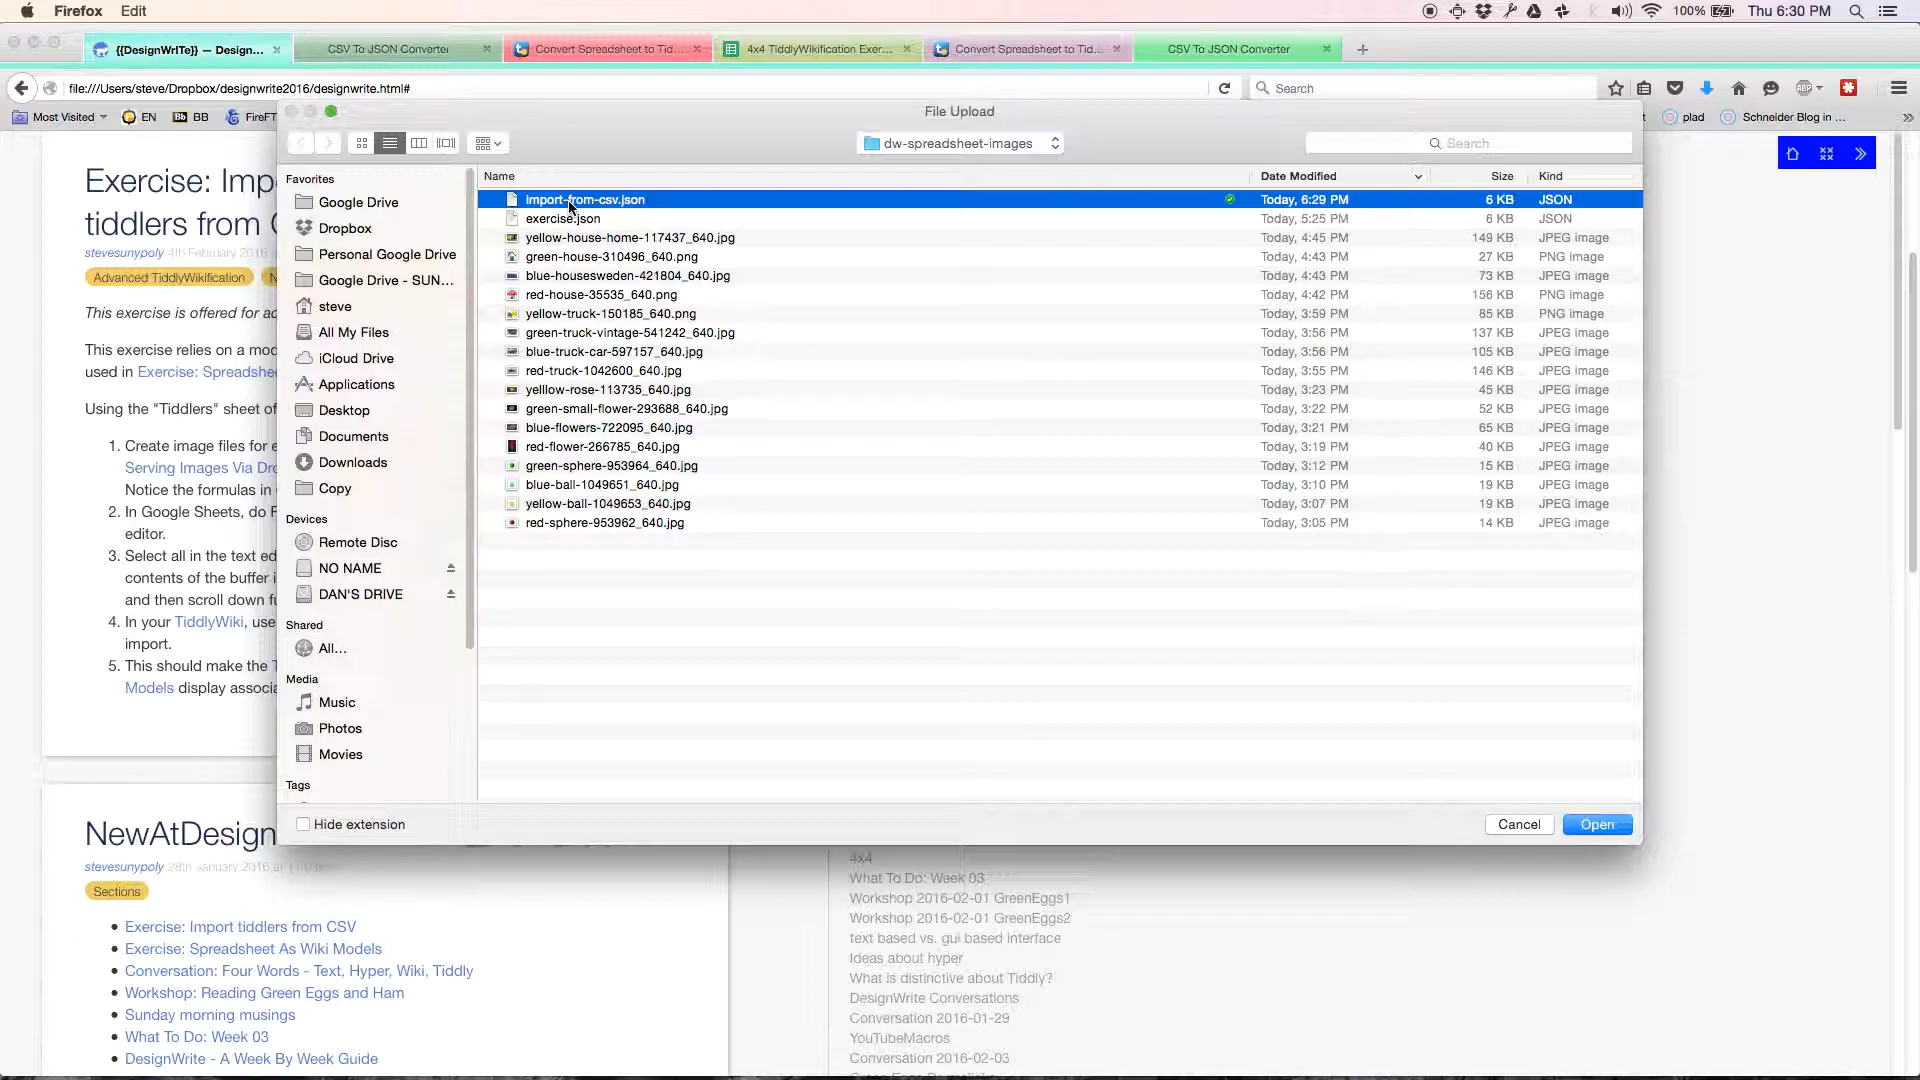 Firefox Edit
100% Thu 6:30 PM
{{DesignWrITe}} — Design...
CSV To JSON Converter
Convert Spreadsheet to Tid...
4x4 TiddlyWikification Exer...
Convert Spreadsheet to Tid...
CSV To JSON Converter
file:///Users/steve/Dropbox/designwrite2016/designwrite.html#
Search
ABP
Most Visited
EN
BB BB
FireFT
plad
Schneider Blog in ...
File Upload
dw-spreadsheet-images
Search
Name Date Modified Size Kind
import-from-csv.json Today, 6:29 PM 6 KB JSON
exercise.json Today, 5:25 PM 6 KB JSON
yellow-house-home-117437_640.jpg Today, 4:45 PM 149 KB JPEG image
green-house-310496_640.png Today, 4:43 PM 27 KB PNG image
blue-housesweden-421804_640.jpg Today, 4:43 PM 73 KB JPEG image
red-house-35535_640.png Today, 4:42 PM 156 KB PNG image
yellow-truck-150185_640.png Today, 3:59 PM 85 KB PNG image
green-truck-vintage-541242_640.jpg Today, 3:56 PM 137 KB JPEG image
blue-truck-car-597157_640.jpg Today, 3:56 PM 105 KB JPEG image
red-truck-1042600_640.jpg Today, 3:55 PM 146 KB JPEG image
yelllow-rose-113735_640.jpg Today, 3:23 PM 45 KB JPEG image
green-small-flower-293688_640.jpg Today, 3:22 PM 52 KB JPEG image
blue-flowers-722095_640.jpg Today, 3:21 PM 65 KB JPEG image
red-flower-266785_640.jpg Today, 3:19 PM 40 KB JPEG image
green-sphere-953964_640.jpg Today, 3:12 PM 15 KB JPEG image
blue-ball-1049651_640.jpg Today, 3:10 PM 19 KB JPEG image
yellow-ball-1049653_640.jpg Today, 3:07 PM 19 KB JPEG image
red-sphere-953962_640.jpg Today, 3:05 PM 14 KB JPEG image
Favorites
Google Drive
Dropbox
Personal Google Drive
Google Drive - SUN...
steve
All My Files
iCloud Drive
Applications
Desktop
Documents
Downloads
Copy
Devices
Remote Disc
NO NAME
DAN'S DRIVE
Shared
All...
Media
Music
Photos
Movies
Tags
Hide extension
Cancel
Open
Exercise: Imp
tiddlers from
stevesunypoly 4th February 2016
Advanced TiddlyWikification
This exercise is offered for ad
This exercise relies on a mod
used in Exercise: Spreadshe
Using the "Tiddlers" sheet of
1. Create image files for e
Serving Images Via Dro
Notice the formulas in
2. In Google Sheets, do F
editor.
3. Select all in the text ed
contents of the buffer i
and then scroll down fu
4. In your TiddlyWiki, use
import.
5. This should make the T
Models display associa
NewAtDesign
stevesunypoly 28th January 2016 at
Sections
• Exercise: Import tiddlers from CSV
• Exercise: Spreadsheet As Wiki Models
• Conversation: Four Words - Text, Hyper, Wiki, Tiddly
• Workshop: Reading Green Eggs and Ham
• Sunday morning musings
• What To Do: Week 03
• DesignWrite - A Week By Week Guide
4x4
What To Do: Week 03
Workshop 2016-02-01 GreenEggs1
Workshop 2016-02-01 GreenEggs2
text based vs. gui based interface
Ideas about hyper
What is distinctive about Tiddly?
DesignWrite Conversations
Conversation 2016-01-29
YouTubeMacros
Conversation 2016-02-03